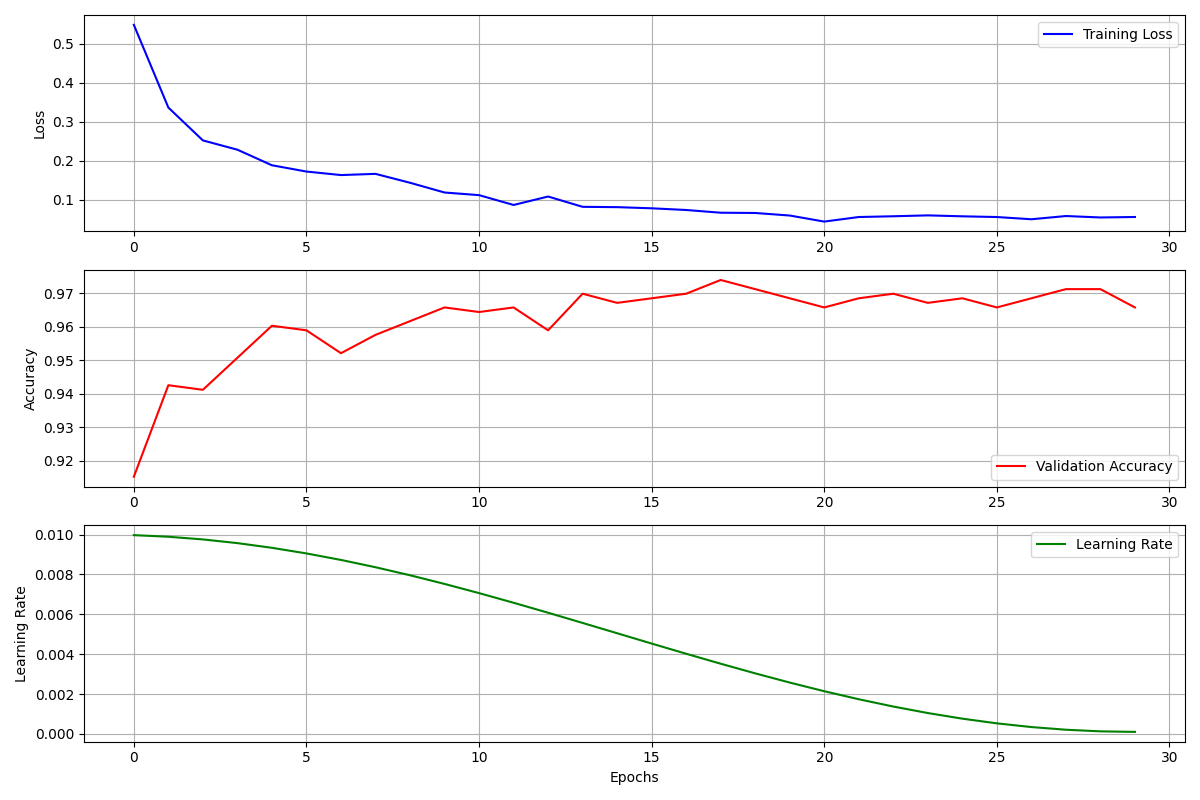 Training Loss
Loss
0.5
0.4
0.3
0.2
0.1
0 5 10 15 20 25 30
Validation Accuracy
Accuracy
0.97
0.96
0.95
0.94
0.93
0.92
0 5 10 15 20 25 30
Learning Rate
Learning Rate
0.010
0.008
0.006
0.004
0.002
0.000
0 5 10 15 20 25 30
Epochs